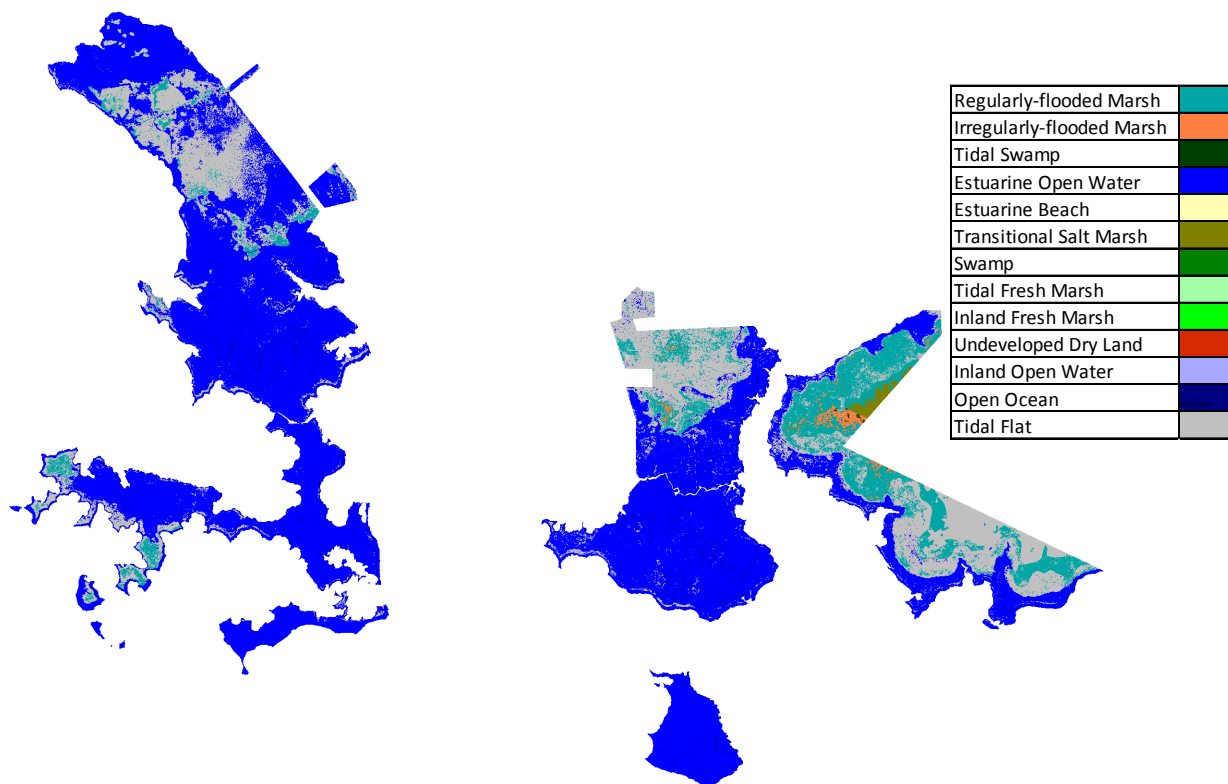 Regularly-flooded Marsh
Irregularly-flooded Marsh
Tidal Swamp
Estuarine Open Water
Estuarine Beach
Transitional Salt Marsh
Swamp
Tidal Fresh Marsh
Inland Fresh Marsh
Undeveloped Dry Land
Inland Open Water
Open Ocean
Tidal Flat